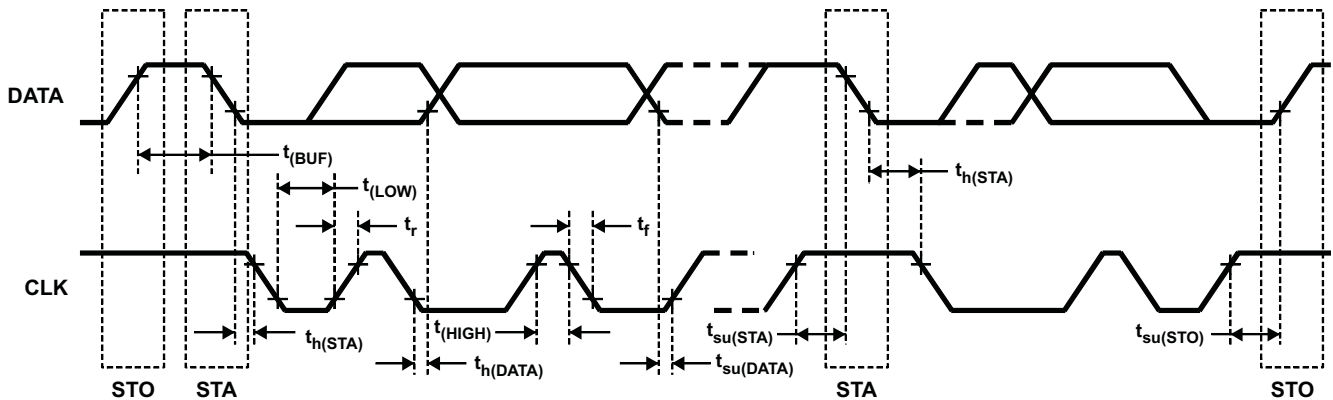 DATA
t(BUF)
t(LOW)
tr
tf
th(STA)
CLK
th(STA)
t(HIGH)
th(DATA)
tsu(DATA)
tsu(STA)
tsu(STO)
STO
STA
STA
STO